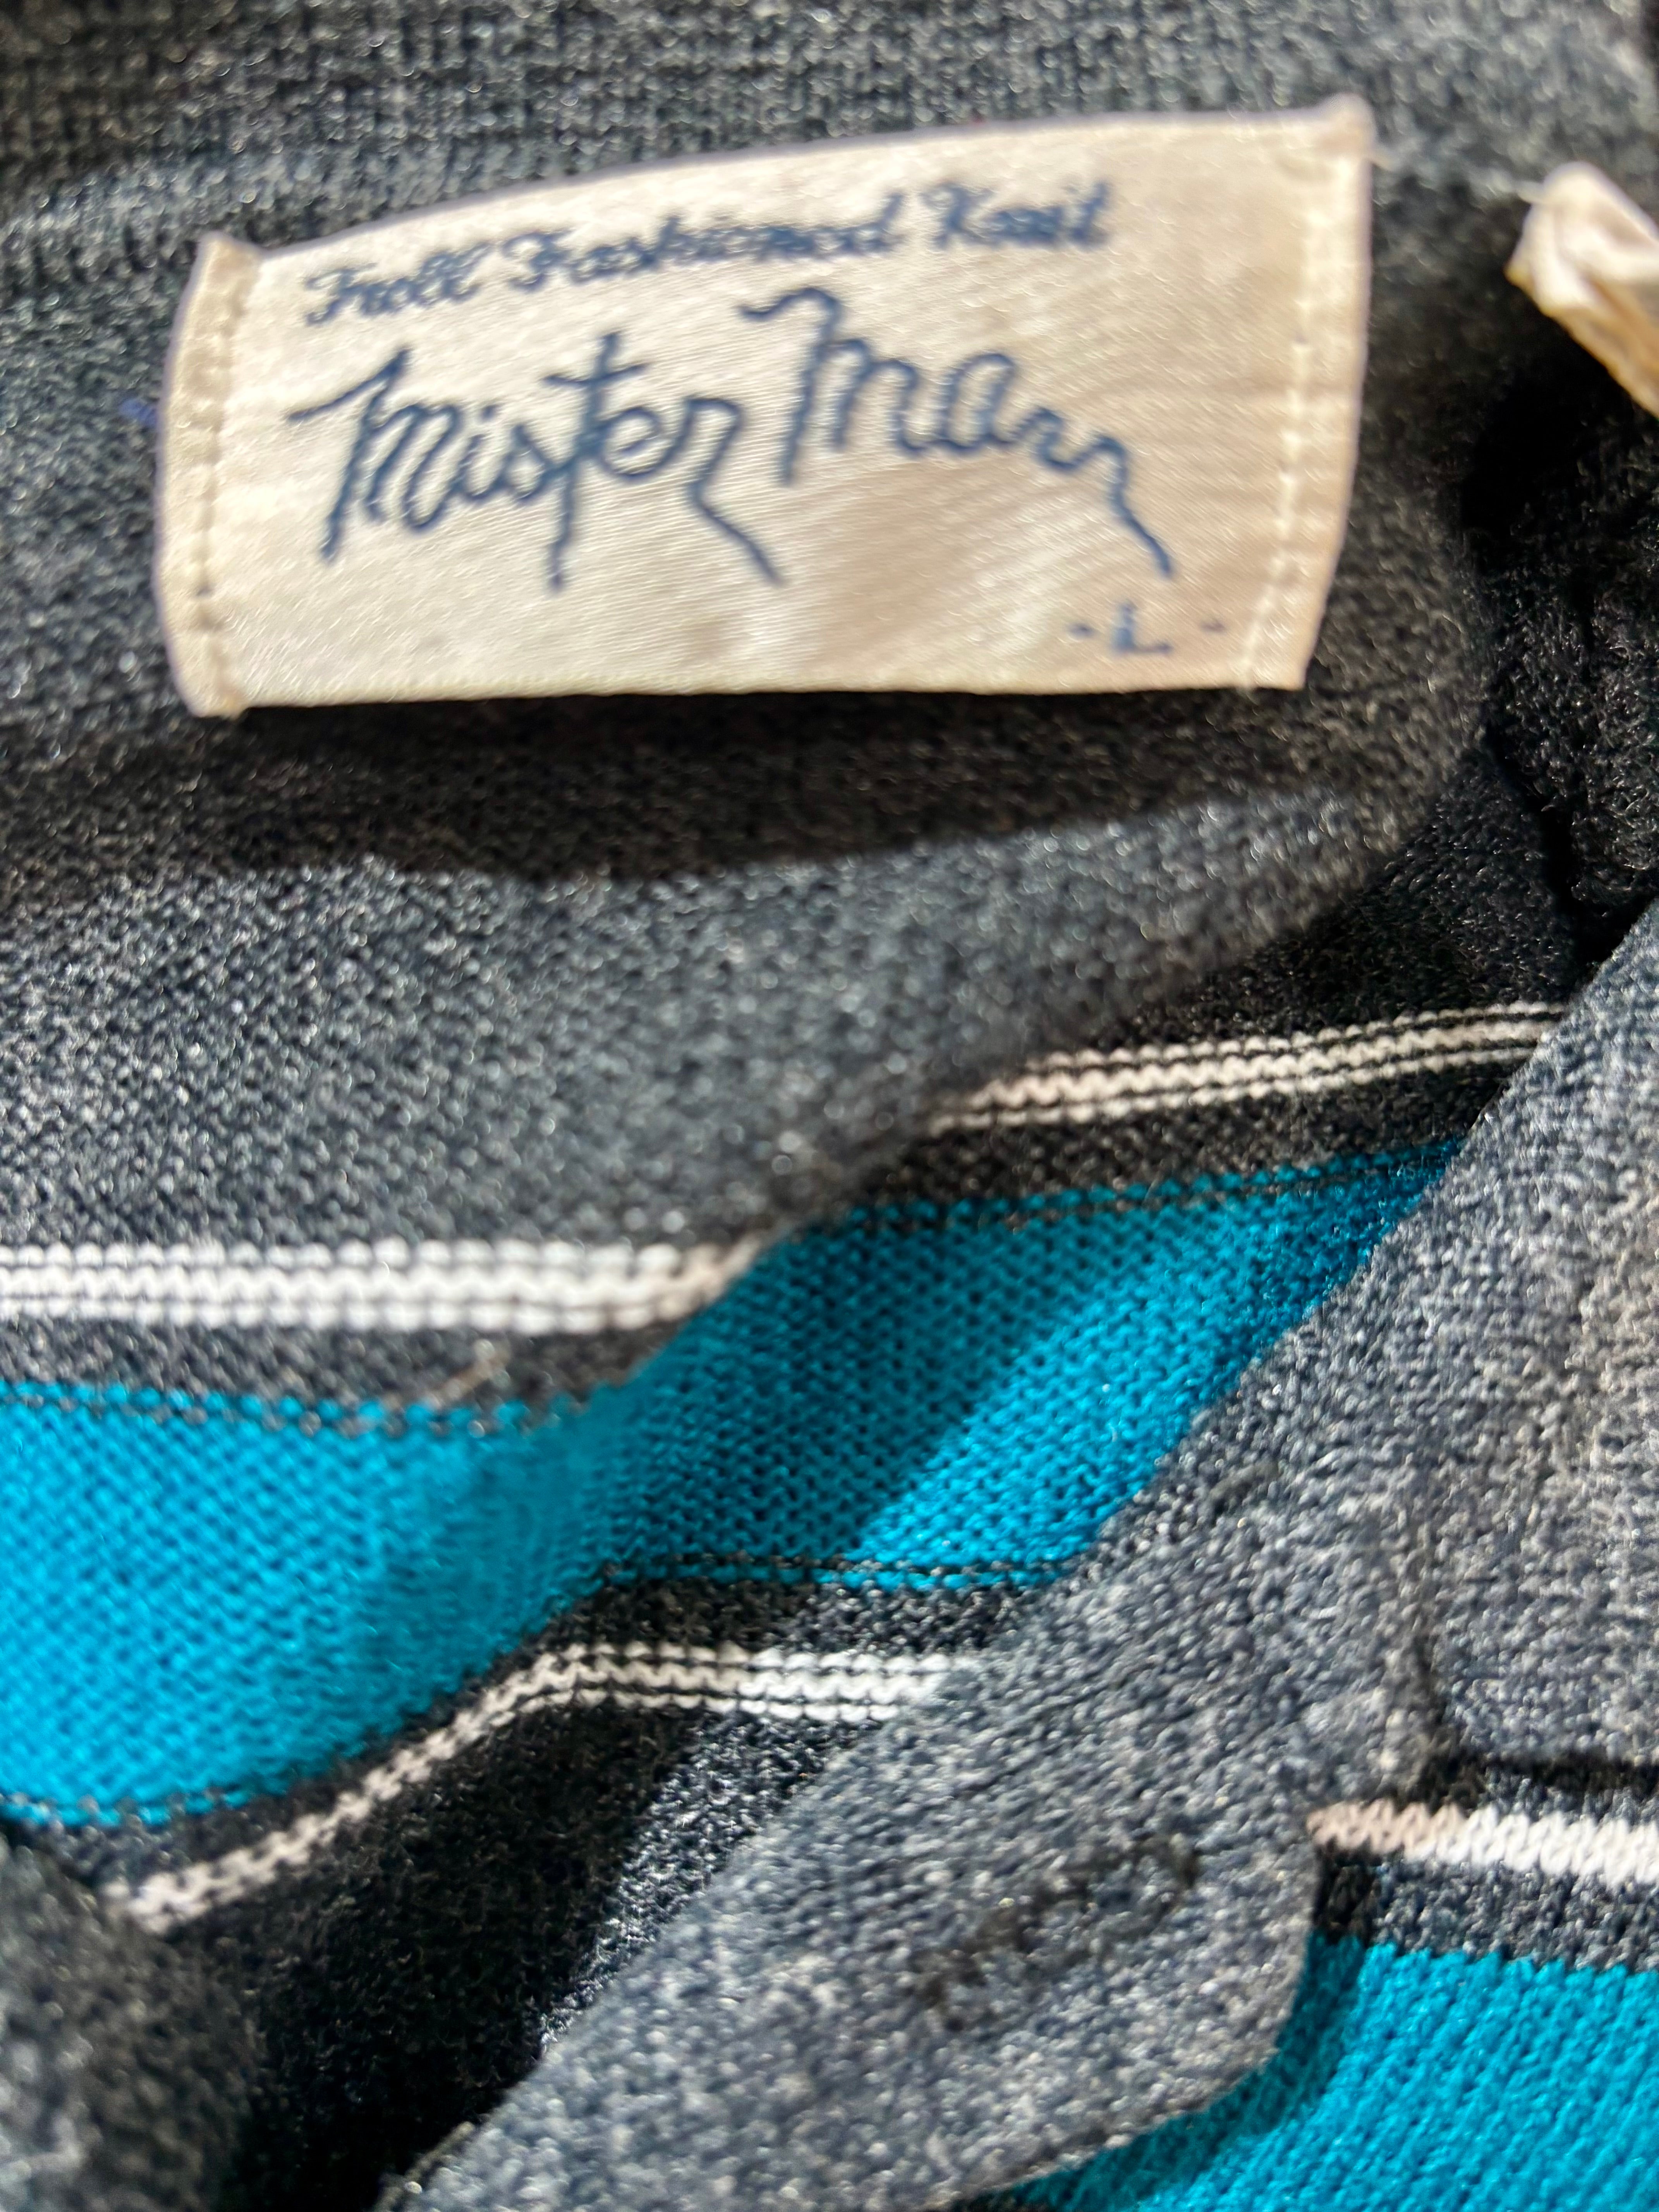 Full Fashioned Knit
Mister Man
- L -